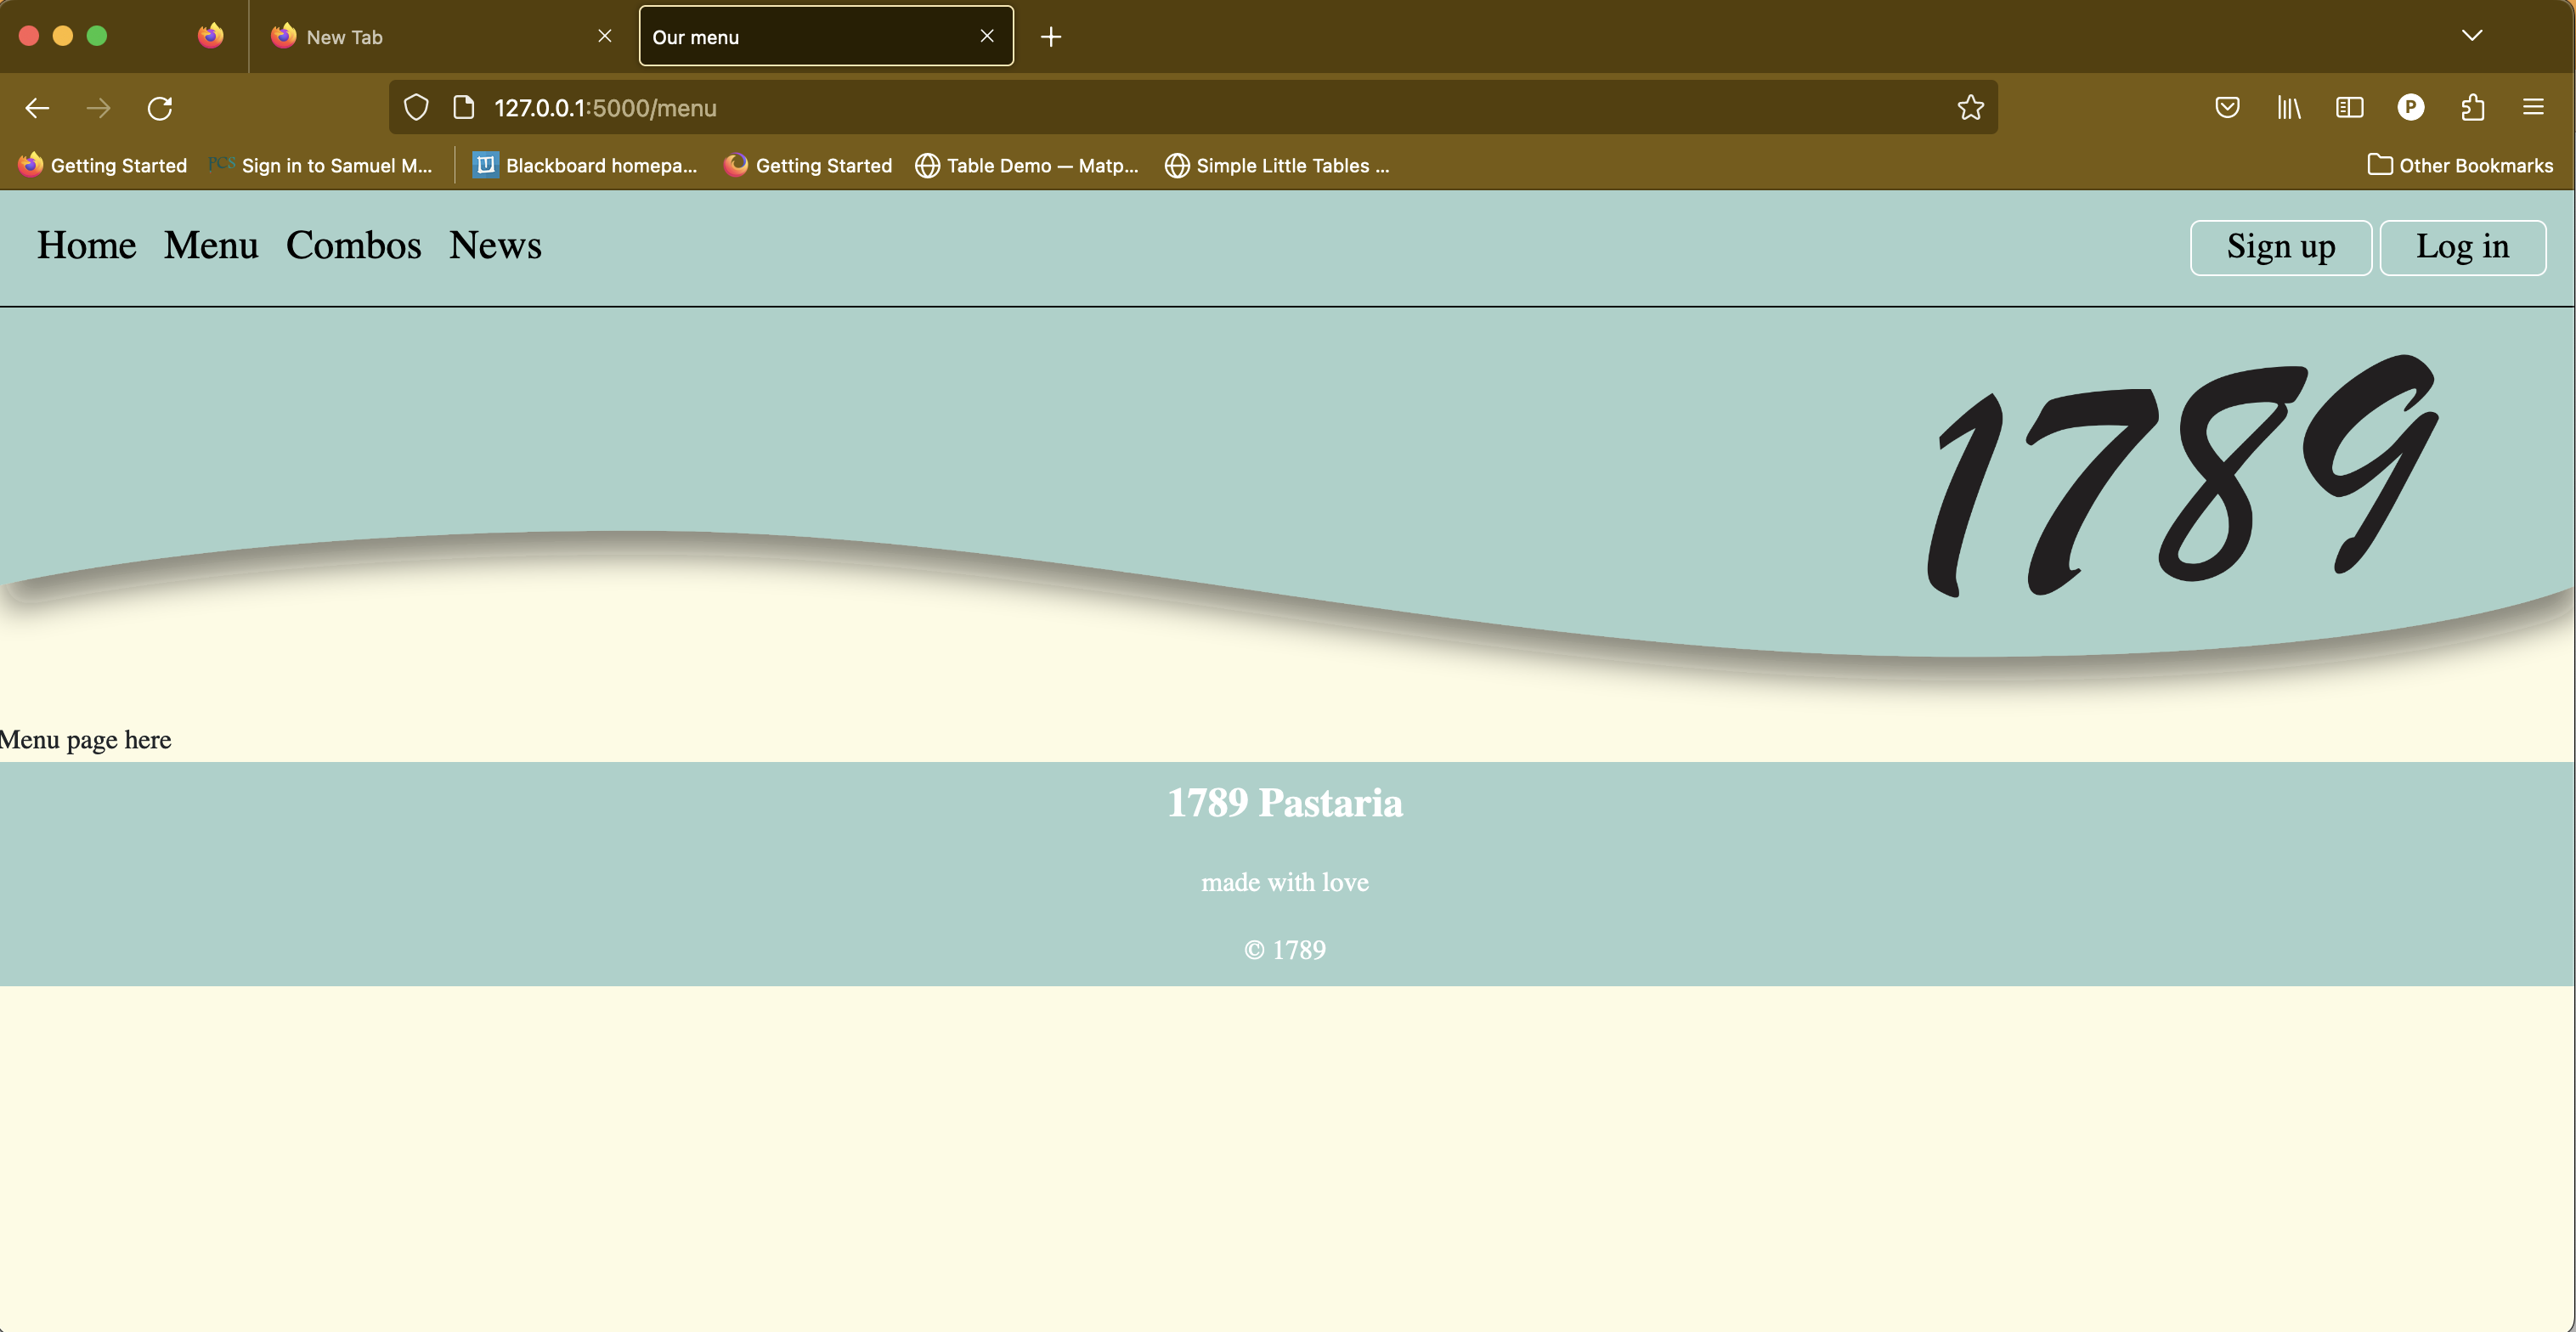 New Tab
Our menu
127.0.0.1:5000/menu
P
Getting Started
PCS Sign in to Samuel M...
Blackboard homepa...
Getting Started
Table Demo — Matp...
Simple Little Tables ...
Other Bookmarks
Home Menu Combos News
Sign up
Log in
1789
Menu page here
1789 Pastaria
made with love
© 1789